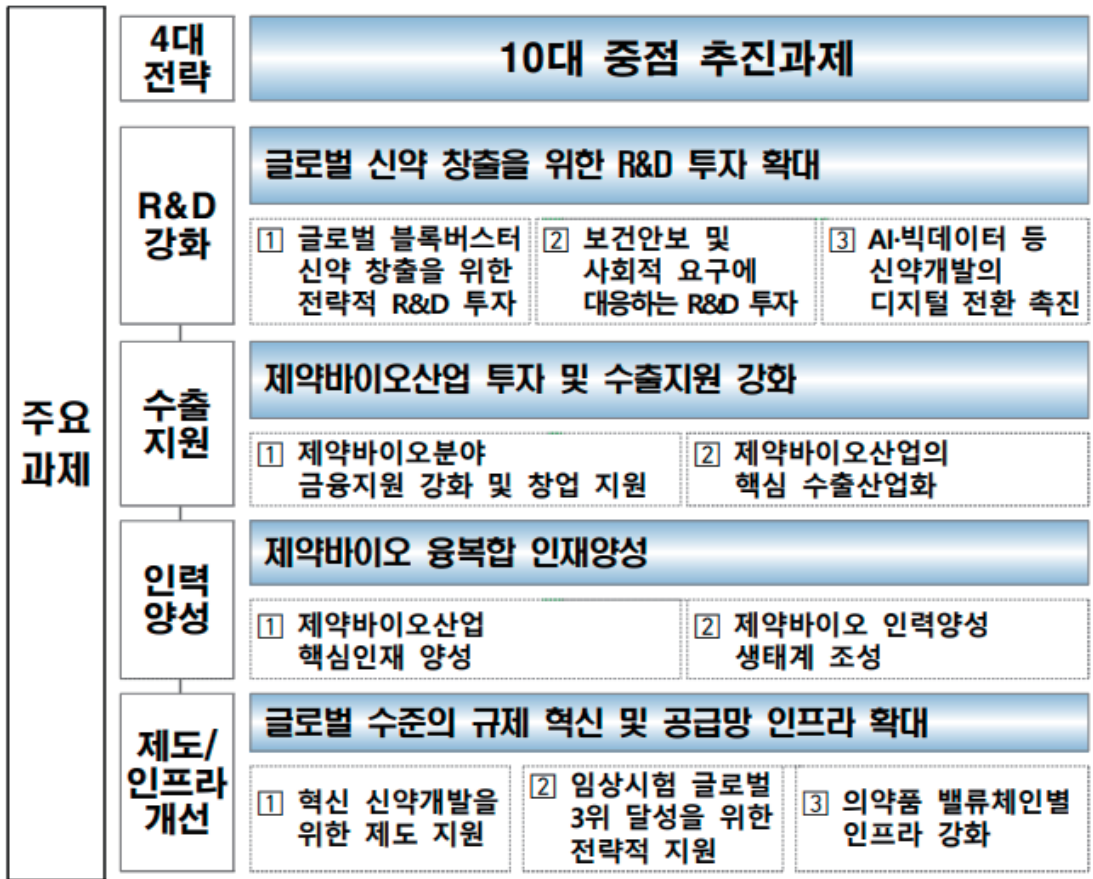 주요
과제
4대
전략
10대 중점 추진과제
R&D
강화
글로벌 신약 창출을 위한 R&D 투자 확대
1 글로벌 블록버스터
신약 창출을 위한
전략적 R&D 투자
2 보건안보 및
사회적 요구에
대응하는 R&D 투자
3 AI·빅데이터 등
신약개발의
디지털 전환 촉진
수출
지원
제약바이오산업 투자 및 수출지원 강화
1 제약바이오분야
금융지원 강화 및 창업 지원
2 제약바이오산업의
핵심 수출산업화
인력
양성
제약바이오 융복합 인재양성
1 제약바이오산업
핵심인재 양성
2 제약바이오 인력양성
생태계 조성
제도/
인프라
개선
글로벌 수준의 규제 혁신 및 공급망 인프라 확대
1 혁신 신약개발을
위한 제도 지원
2 임상시험 글로벌
3위 달성을 위한
전략적 지원
3 의약품 밸류체인별
인프라 강화